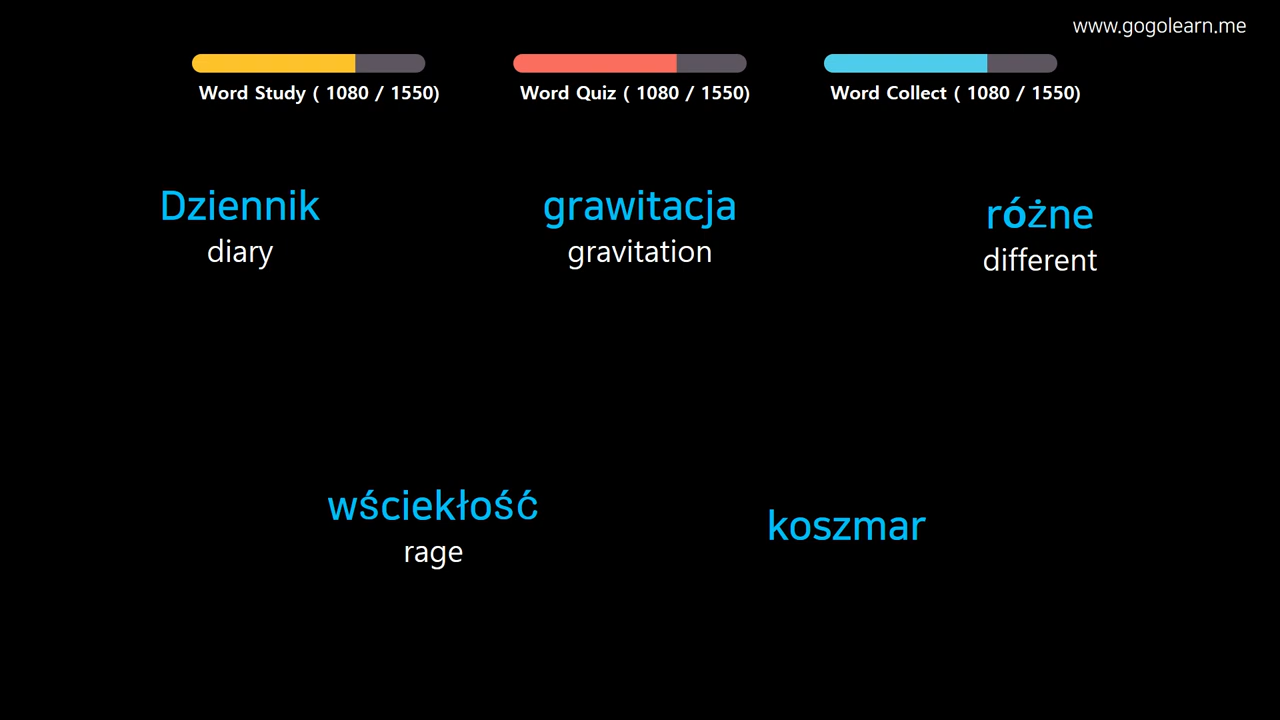 www.gogolearn.me
Word Study ( 1080 / 1550)
Word Quiz ( 1080 / 1550)
Word Collect ( 1080 / 1550)
Dziennik
diary
grawitacja
gravitation
różne
different
wściekłość
rage
koszmar